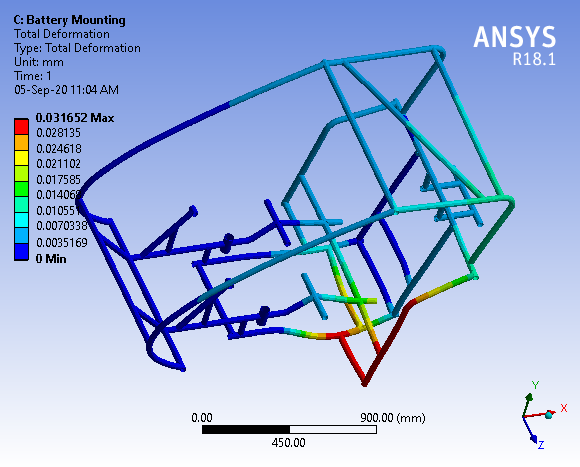 C: Battery Mounting
Total Deformation
Type: Total Deformation
Unit: mm
Time: 1
05-Sep-20 11:04 AM
ANSYS
R18.1
0.031652 Max
0.028135
0.024618
0.021102
0.017585
0.0070338
0.0035169
0 Min
0.00
900.00 (mm)
450.00
Y
X
Z